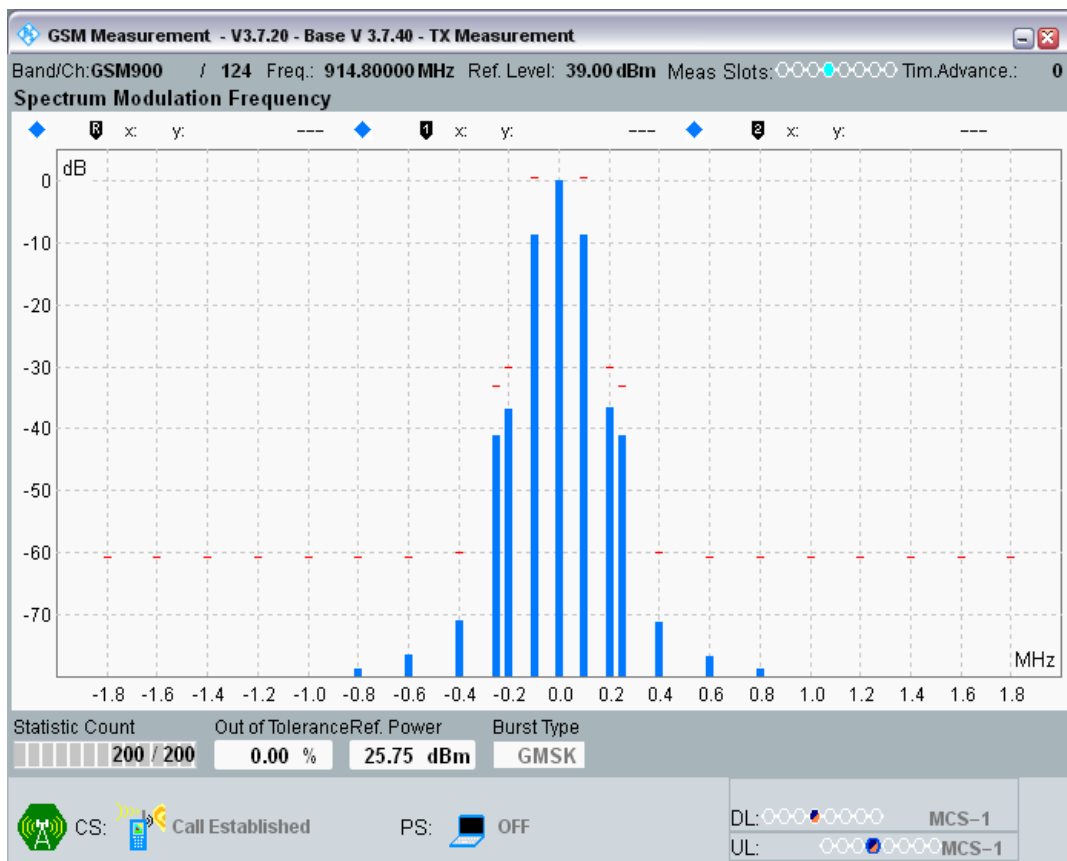 GSM Measurement - V3.7.20 - Base V 3.7.40 - TX Measurement
Band/Ch:GSM900 / 124 Freq.: 914.80000 MHz Ref. Level: 39.00 dBm Meas Slots: Tim.Advance.: 0
Spectrum Modulation Frequency
R x: y: --- 1 x: y: --- 2 x: y: ---
dB
0
-10
-20
-30
-40
-50
-60
-70
MHz
-1.8 -1.6 -1.4 -1.2 -1.0 -0.8 -0.6 -0.4 -0.2 0.0 0.2 0.4 0.6 0.8 1.0 1.2 1.4 1.6 1.8
Statistic Count Out of Tolerance Ref. Power Burst Type
200 / 200 0.00 % 25.75 dBm GMSK
CS: Call Established PS: OFF
DL: MCS-1
UL: MCS-1